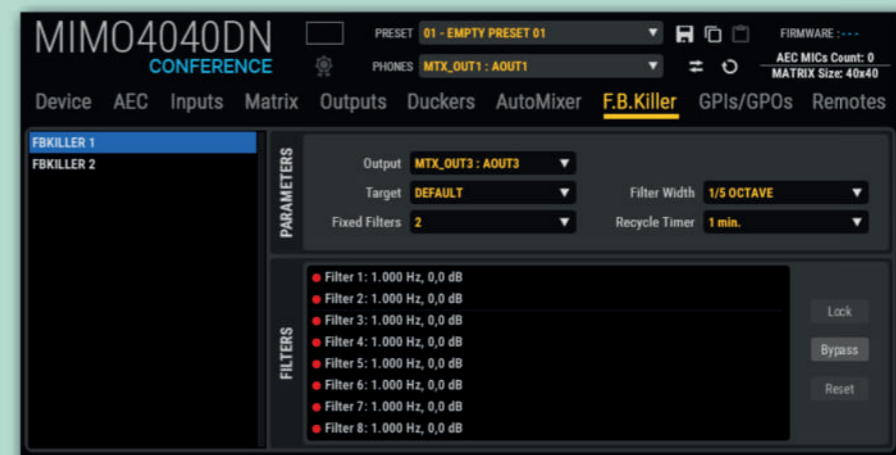 MIMO4040DN
CONFERENCE
PRESET 01 - EMPTY PRESET 01
PHONES MTX_OUT1 : AOUT1
FIRMWARE : ---
AEC MICs Count: 0
MATRIX Size: 40x40
Device AEC Inputs Matrix Outputs Duckers AutoMixer F.B.Killer GPIs/GPOs Remotes
FBKILLER 1
FBKILLER 2
PARAMETERS
Output MTX_OUT3 : AOUT3
Target DEFAULT Filter Width 1/5 OCTAVE
Fixed Filters 2 Recycle Timer 1 min.
FILTERS
Filter 1: 1.000 Hz, 0,0 dB
Filter 2: 1.000 Hz, 0,0 dB
Filter 3: 1.000 Hz, 0,0 dB
Filter 4: 1.000 Hz, 0,0 dB
Filter 5: 1.000 Hz, 0,0 dB
Filter 6: 1.000 Hz, 0,0 dB
Filter 7: 1.000 Hz, 0,0 dB
Filter 8: 1.000 Hz, 0,0 dB
Lock
Bypass
Reset